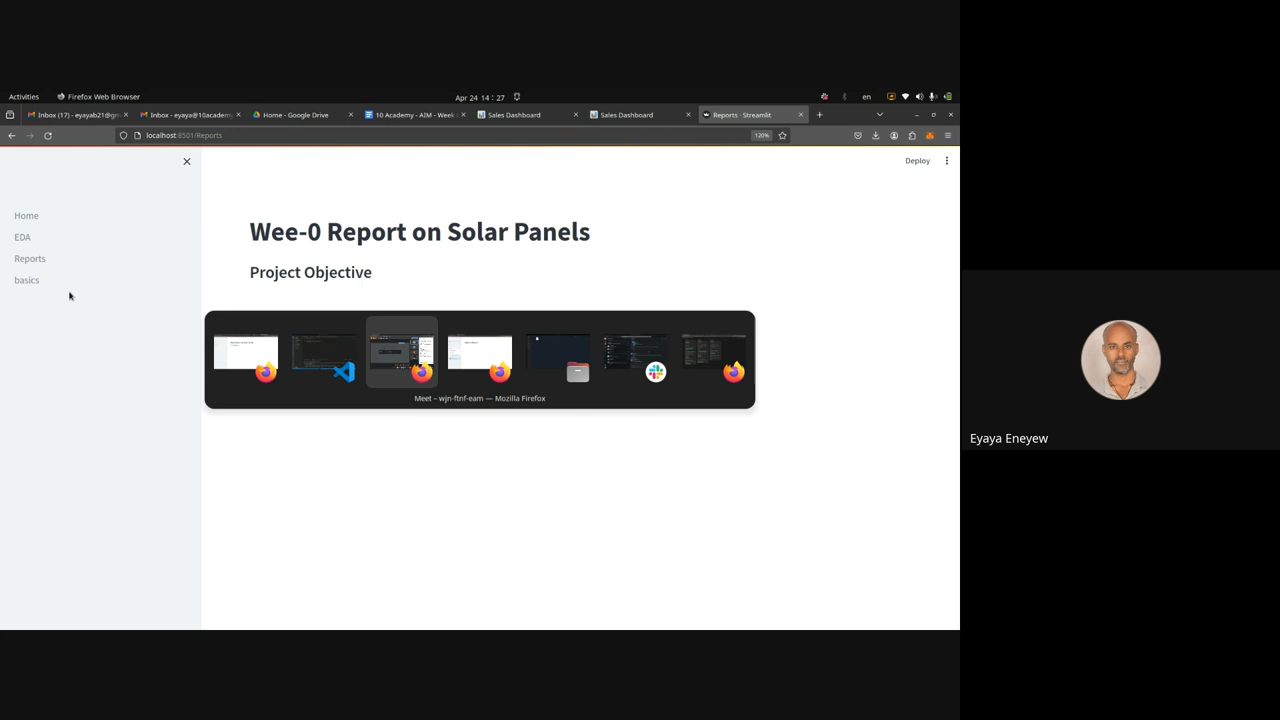 Activities
Firefox Web Browser
Apr 24 14 : 27
en
Inbox (17) - eyayab21@gm
Inbox - eyaya@10academ
Home - Google Drive
10 Academy - AIM - Week
Sales Dashboard
Sales Dashboard
Reports · Streamlit
localhost:8501/Reports
120%
Deploy
Home
EDA
Reports
basics
Wee-0 Report on Solar Panels
Project Objective
Meet – wjn-ftnf-eam — Mozilla Firefox
Eyaya Eneyew